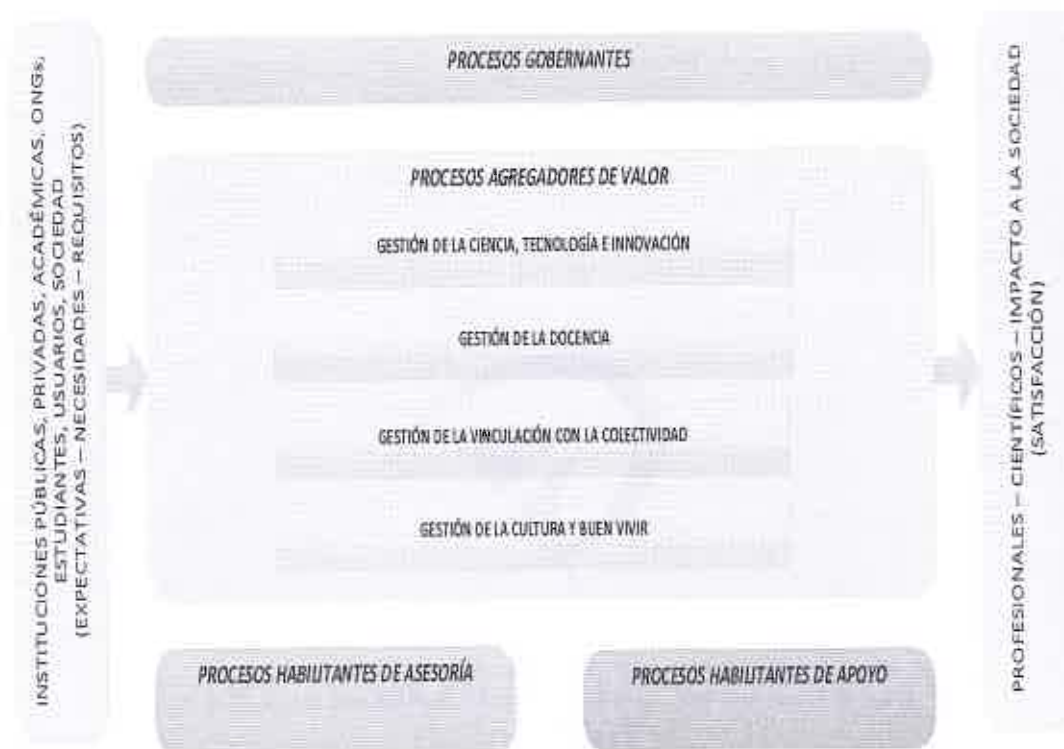 INSTITUCIONES PÚBLICAS, PRIVADAS, ACADÉMICAS, ONGs,
ESTUDIANTES, USUARIOS, SOCIEDAD
(EXPECTATIVAS – NECESIDADES – REQUISITOS)
PROCESOS GOBERNANTES
PROCESOS AGREGADORES DE VALOR
GESTIÓN DE LA CIENCIA, TECNOLOGÍA E INNOVACIÓN
GESTIÓN DE LA DOCENCIA
GESTIÓN DE LA VINCULACIÓN CON LA COLECTIVIDAD
GESTIÓN DE LA CULTURA Y BUEN VIVIR
PROCESOS HABILITANTES DE ASESORÍA
PROCESOS HABILITANTES DE APOYO
PROFESIONALES – CIENTÍFICOS – IMPACTO A LA SOCIEDAD
(SATISFACCIÓN)